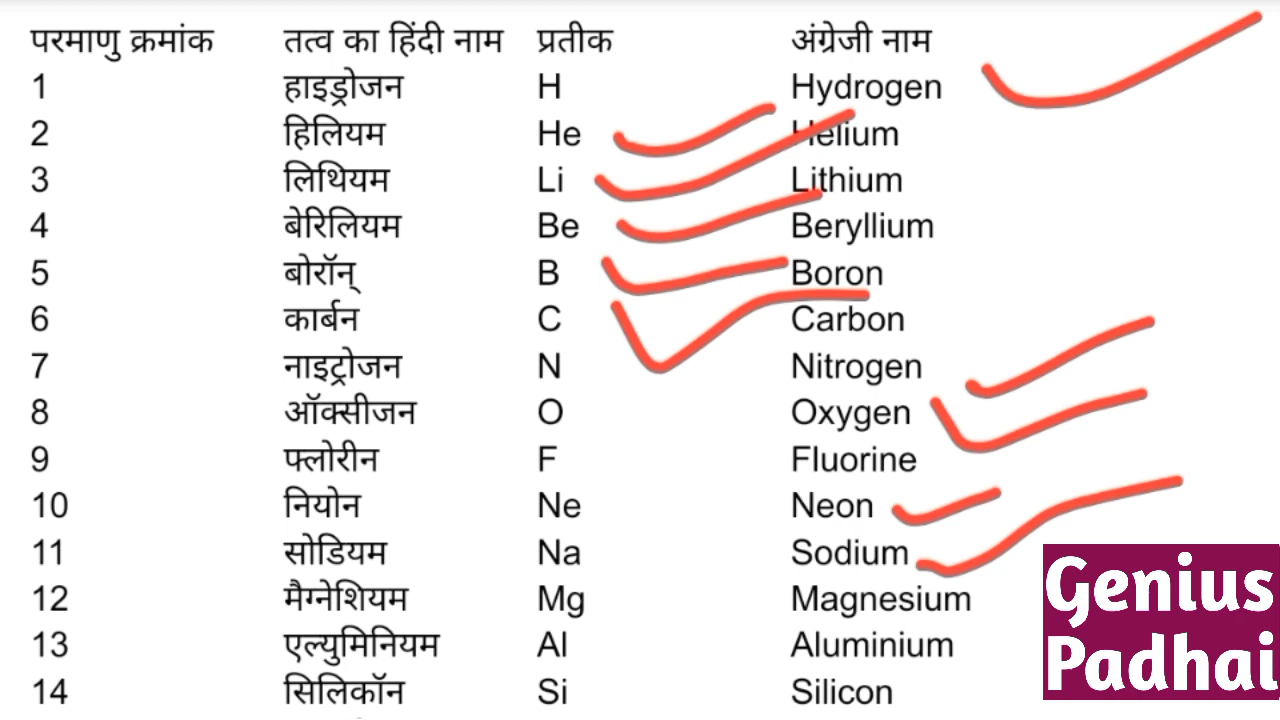 परमाणु क्रमांक तत्व का हिंदी नाम प्रतीक अंग्रेजी नाम
1 हाइड्रोजन H Hydrogen
2 हिलियम He Helium
3 लिथियम Li Lithium
4 बेरिलियम Be Beryllium
5 बोरॉन् B Boron
6 कार्बन C Carbon
7 नाइट्रोजन N Nitrogen
8 ऑक्सीजन O Oxygen
9 फ्लोरीन F Fluorine
10 नियोन Ne Neon
11 सोडियम Na Sodium
12 मैग्नेशियम Mg Magnesium
13 एल्युमिनियम Al Aluminium
14 सिलिकॉन Si Silicon
Genius
Padhai